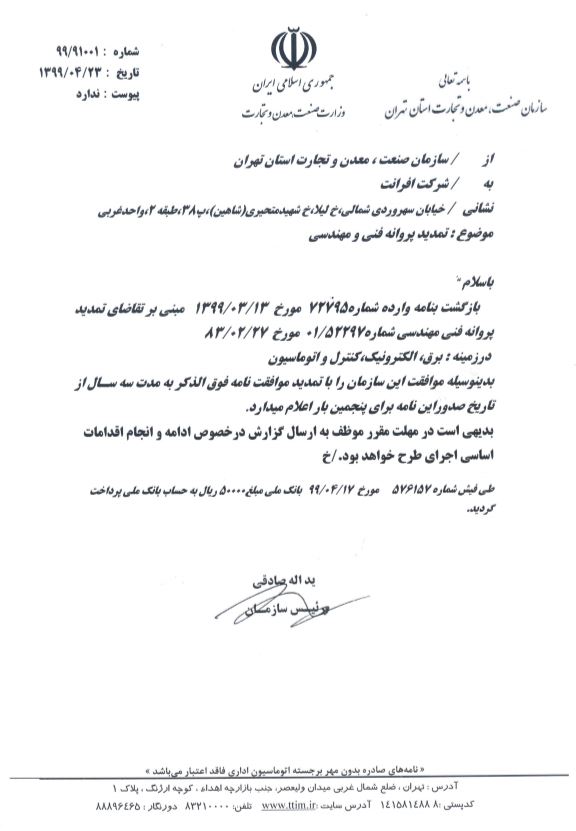 شماره : ۹۹/۹۱۰۰۱
تاریخ : ۱۳۹۹/۰۴/۲۳
پیوست : ندارد
جمهوری اسلامی ایران
وزارت صنعت، معدن و تجارت
باسمه تعالی
سازمان صنعت، معدن و تجارت استان تهران
از / سازمان صنعت ، معدن و تجارت استان تهران
به / شرکت افرانت
نشانی / خیابان سهروردی شمالی،خ لیلا،خ شهیدمتحیری(شاهین)،پ۳۸،طبقه ۲،واحدغربی
موضوع : تمدید پروانه فنی و مهندسی
باسلام
بازگشت بنامه وارده شماره ۷۲۷۹۵ مورخ ۱۳۹۹/۰۳/۱۳ مبنی بر تقاضای تمدید
پروانه فنی مهندسی شماره ۰۱/۵۲۲۹۷ مورخ ۸۳/۰۲/۲۷
درزمینه : برق، الکترونیک،کنترل و اتوماسیون
بدینوسیله موافقت این سازمان را با تمدید موافقت نامه فوق الذکر به مدت سه سال از
تاریخ صدوراین نامه برای پنجمین بار اعلام میدارد.
بدیهی است در مهلت مقرر موظف به ارسال گزارش درخصوص ادامه و انجام اقدامات
اساسی اجرای طرح خواهد بود./خ
طی فیش شماره ۵۷۶۱۵۷ مورخ ۹۹/۰۴/۱۷ بانک ملی مبلغ ۵۰۰۰۰ ریال به حساب بانک ملی پرداخت
گردید.
ید اله صادقی
رئیس سازمان
« نامه‌های صادره بدون مهر برجسته اتوماسیون اداری فاقد اعتبار می‌باشد »
آدرس : تهران ، ضلع شمال غربی میدان ولیعصر، جنب بازارچه اهداء ، کوچه ارژنگ ، پلاک ۱
کدپستی: ۸ ۱۴۱۵۸۱۴۸۸ آدرس سایت :www.ttim.ir تلفن: ۸۳۲۱۰۰۰۰ دورنگار : ۸۸۸۹۶۴۶۵